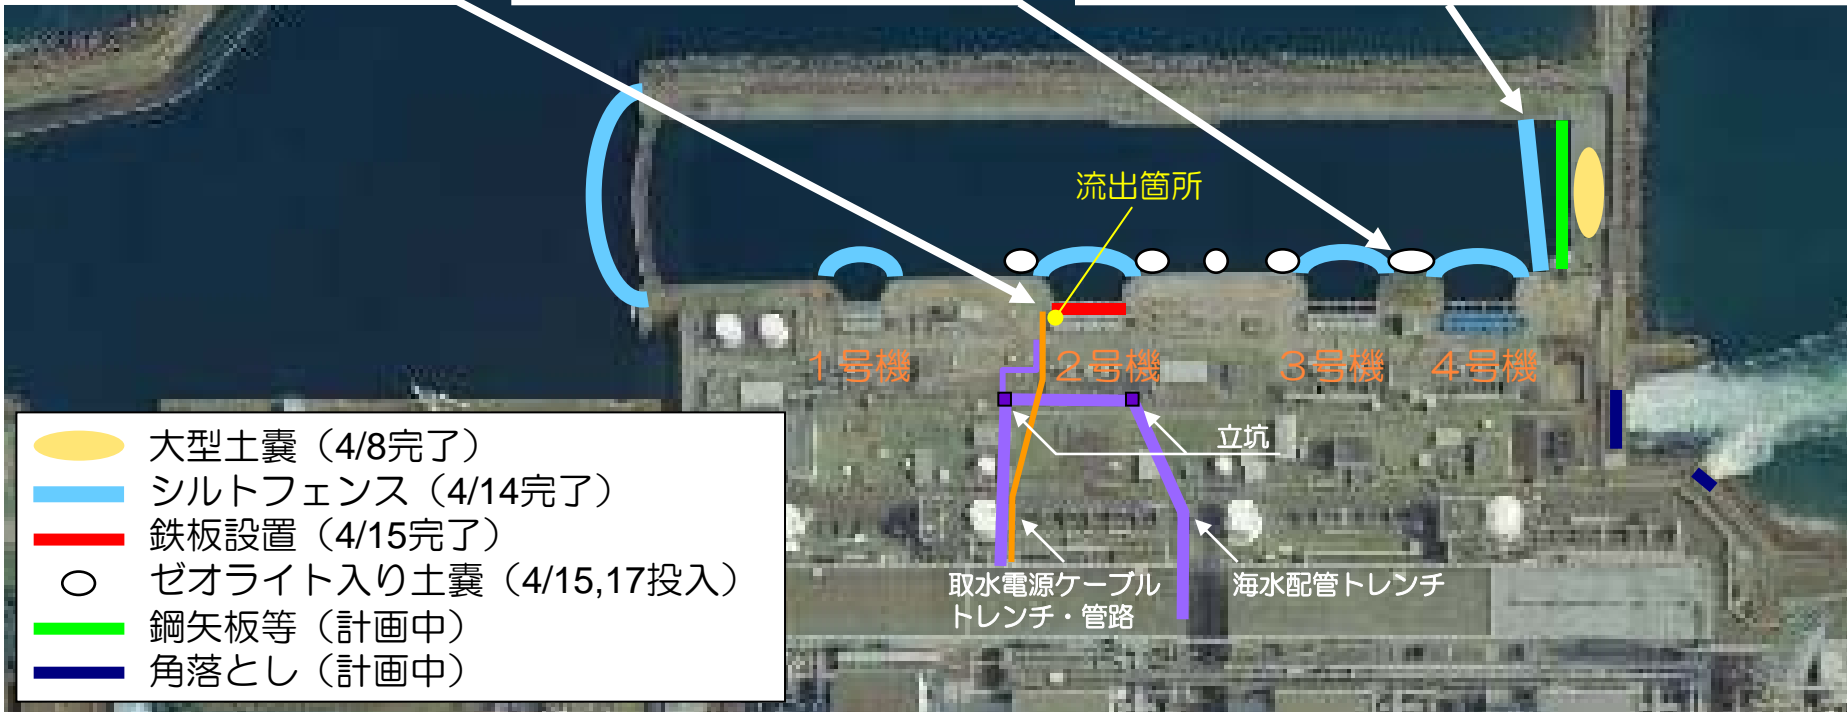 流出箇所
1号機
2号機
3号機
4号機
立坑
取水電源ケーブル
トレンチ・管路
海水配管トレンチ
大型土嚢（4/8完了）
シルトフェンス（4/14完了）
鉄板設置（4/15完了）
ゼオライト入り土嚢（4/15,17投入）
鋼矢板等（計画中）
角落とし（計画中）